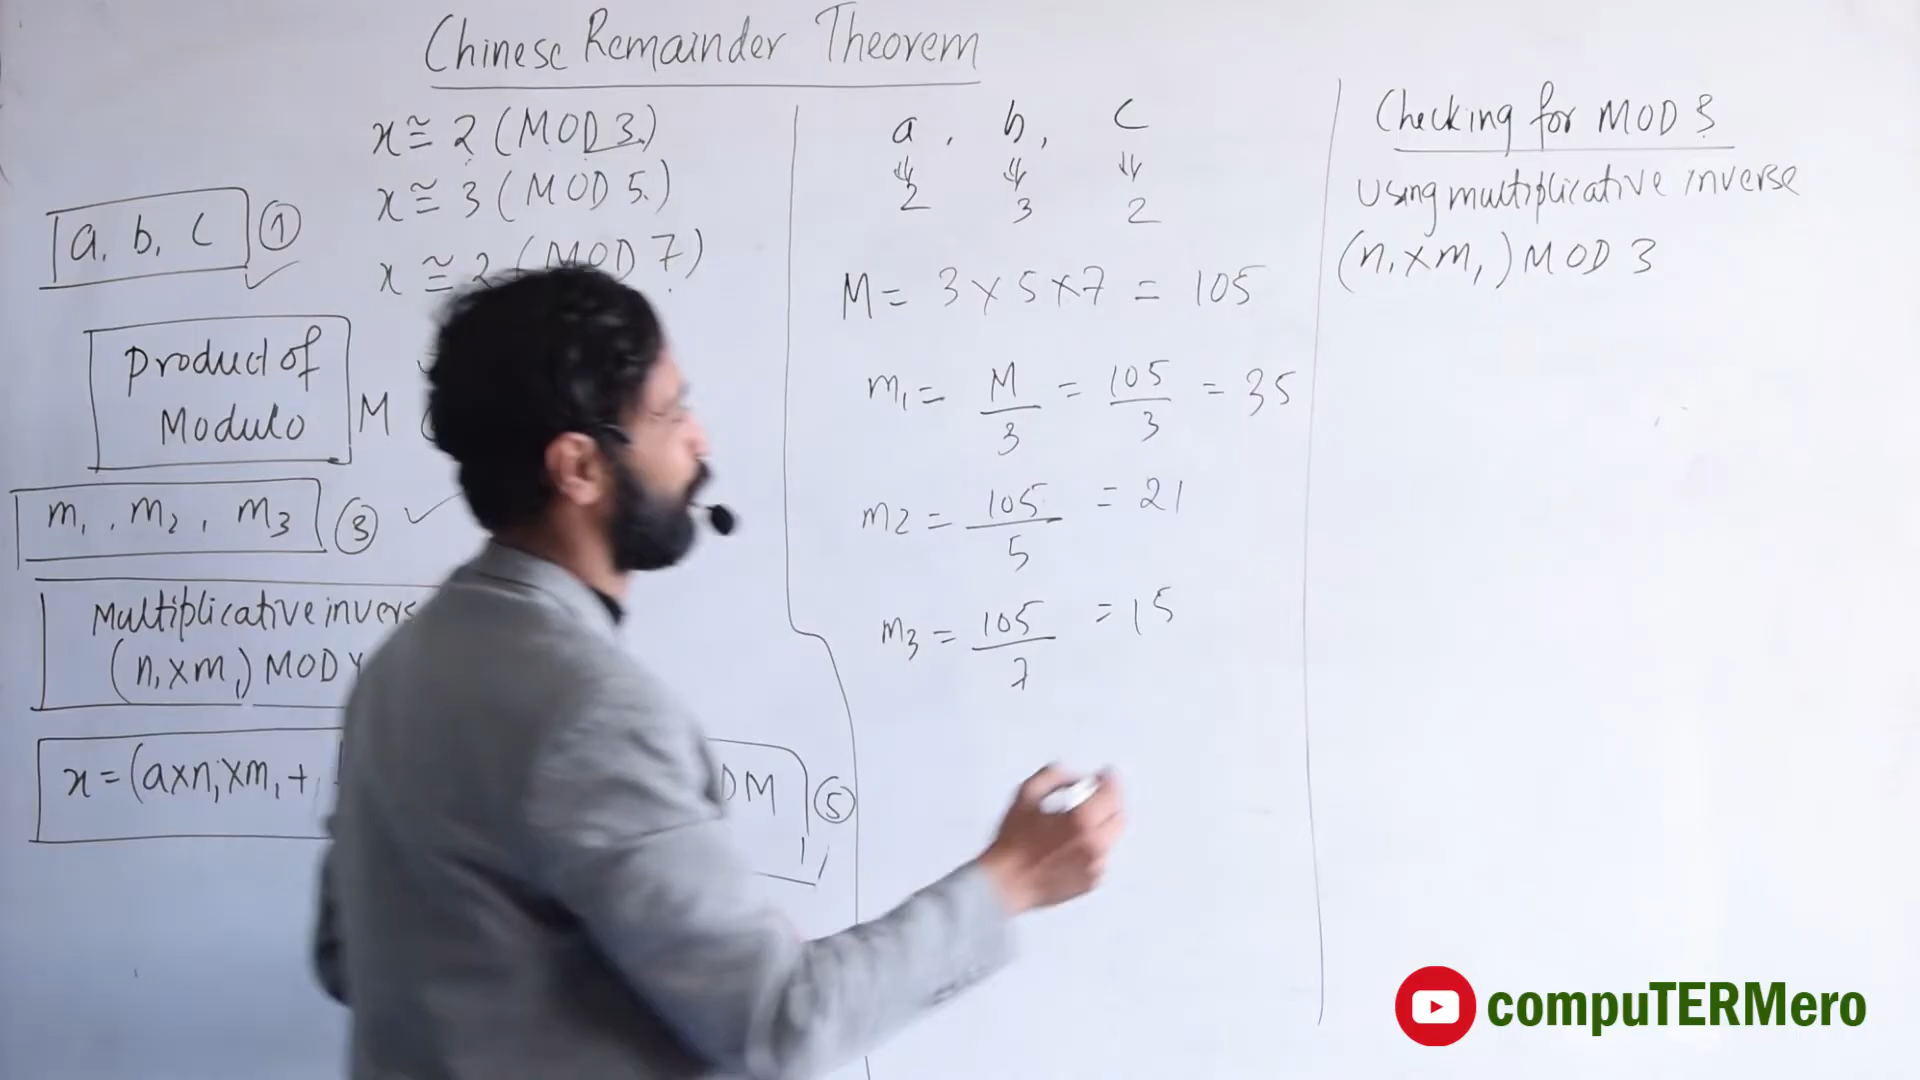 Chinese Remainder Theorem
x ≅ 2 (MOD 3)
x ≅ 3 (MOD 5)
x ≅ 2 (MOD 7)
a, b, c ①
Product of
Modulo M
m₁, m₂, m₃ ③
Multiplicative invers
(n₁×m₁) MOD
x = (a×n₁×m₁ +
DM ⑤
a, b, c
2 3 2
M = 3 × 5 × 7 = 105
m₁ = M/3 = 105/3 = 35
m2 = 105/5 = 21
m3 = 105/7 = 15
Checking for MOD 3
Using multiplicative inverse
(n₁×m₁) MOD 3
compuTERMero